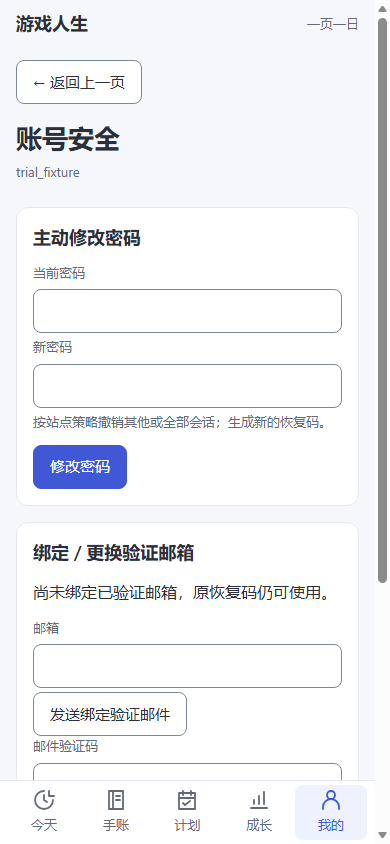 游戏人生
一页一日
← 返回上一页
账号安全
trial_fixture
主动修改密码
当前密码
新密码
按站点策略撤销其他或全部会话；生成新的恢复码。
修改密码
绑定 / 更换验证邮箱
尚未绑定已验证邮箱，原恢复码仍可使用。
邮箱
发送绑定验证邮件
邮件验证码
今天
手账
计划
成长
我的